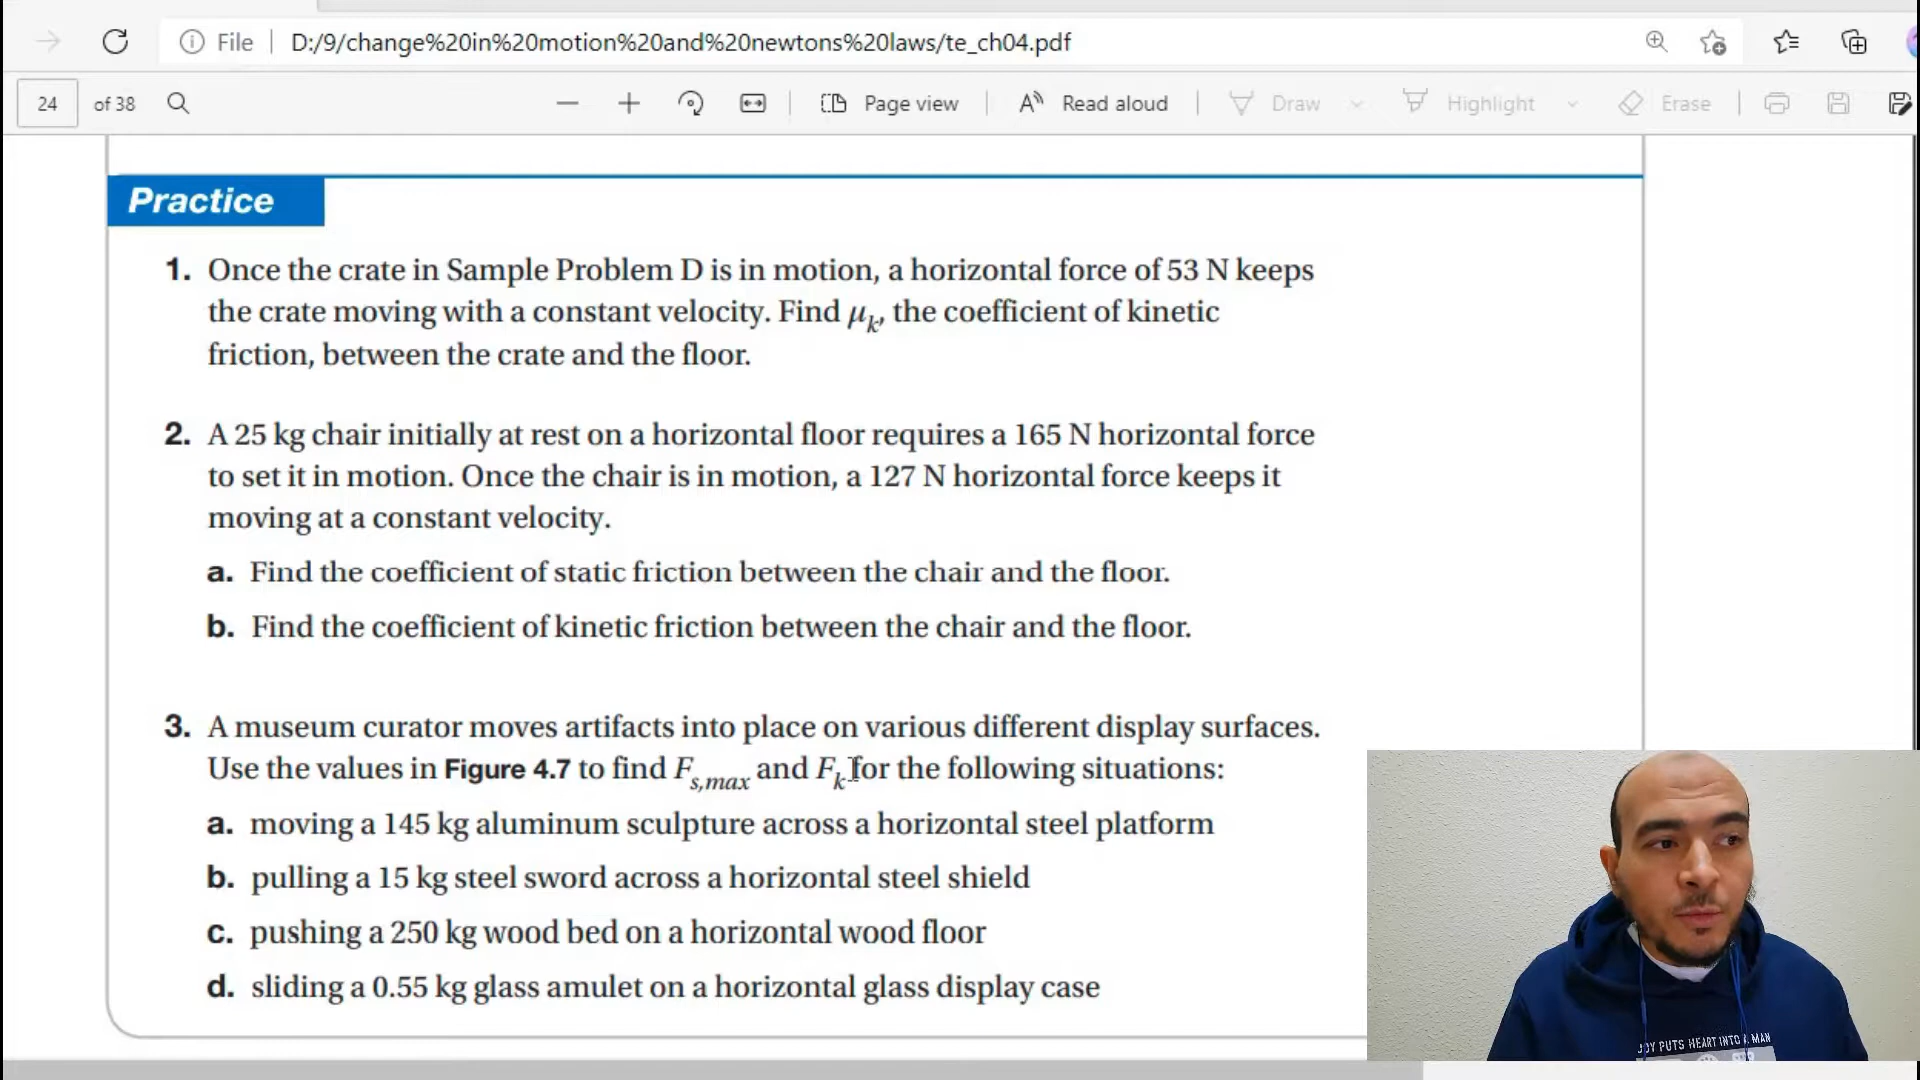 File
D:/9/change%20in%20motion%20and%20newtons%20laws/te_ch04.pdf
24 of 38
Page view
Read aloud
Draw
Highlight
Erase
Practice
1. Once the crate in Sample Problem D is in motion, a horizontal force of 53 N keeps
the crate moving with a constant velocity. Find μk, the coefficient of kinetic
friction, between the crate and the floor.
2. A 25 kg chair initially at rest on a horizontal floor requires a 165 N horizontal force
to set it in motion. Once the chair is in motion, a 127 N horizontal force keeps it
moving at a constant velocity.
a. Find the coefficient of static friction between the chair and the floor.
b. Find the coefficient of kinetic friction between the chair and the floor.
3. A museum curator moves artifacts into place on various different display surfaces.
Use the values in Figure 4.7 to find Fs,max and Fk for the following situations:
a. moving a 145 kg aluminum sculpture across a horizontal steel platform
b. pulling a 15 kg steel sword across a horizontal steel shield
c. pushing a 250 kg wood bed on a horizontal wood floor
d. sliding a 0.55 kg glass amulet on a horizontal glass display case
JOY PUTS HEART INTO A MAN